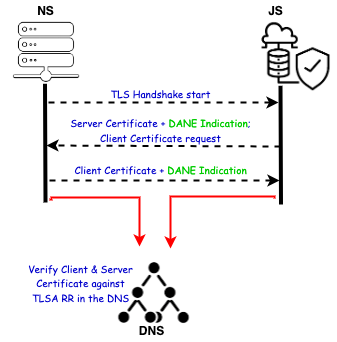 NS
JS
TLS Handshake start
Server Certificate + DANE Indication;
Client Certificate request
Client Certificate + DANE Indication
Verify Client & Server
Certificate against
TLSA RR in the DNS
DNS